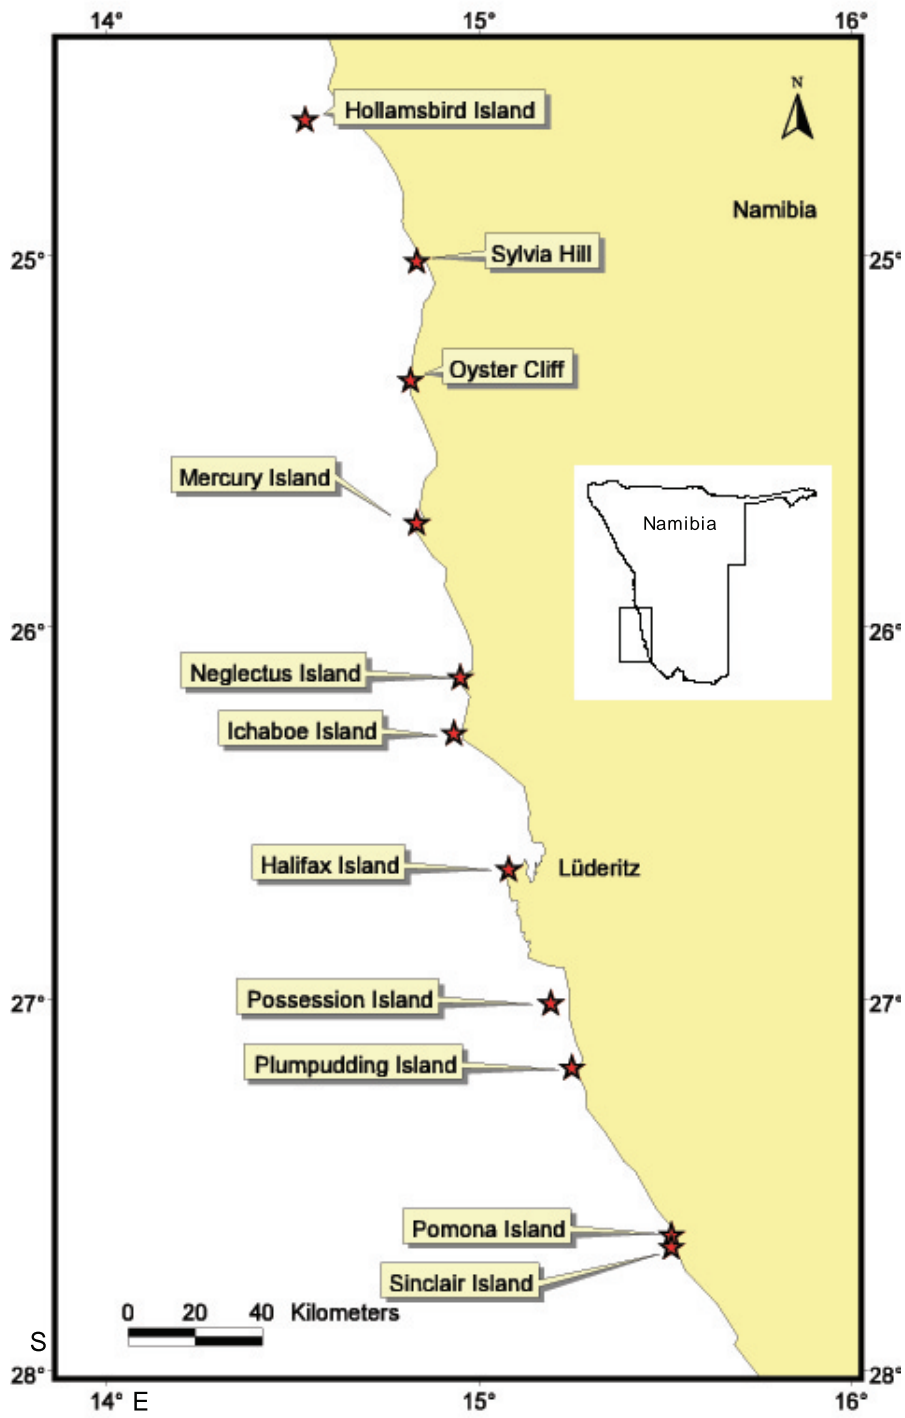 14° 15° 16°
N
Hollamsbird Island
Namibia
25° Sylvia Hill 25°
Oyster Cliff
Mercury Island
Namibia
26° 26°
Neglectus Island
Ichaboe Island
Halifax Island Lüderitz
27° Possession Island 27°
Plumpudding Island
Pomona Island
Sinclair Island
0 20 40 Kilometers
S
28° 28°
14° E 15° 16°